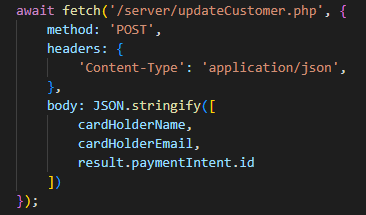 await fetch('/server/updateCustomer.php', {
    method: 'POST',
    headers: {
        'Content-Type': 'application/json',
    },
    body: JSON.stringify([
        cardHolderName,
        cardHolderEmail,
        result.paymentIntent.id
    ])
});